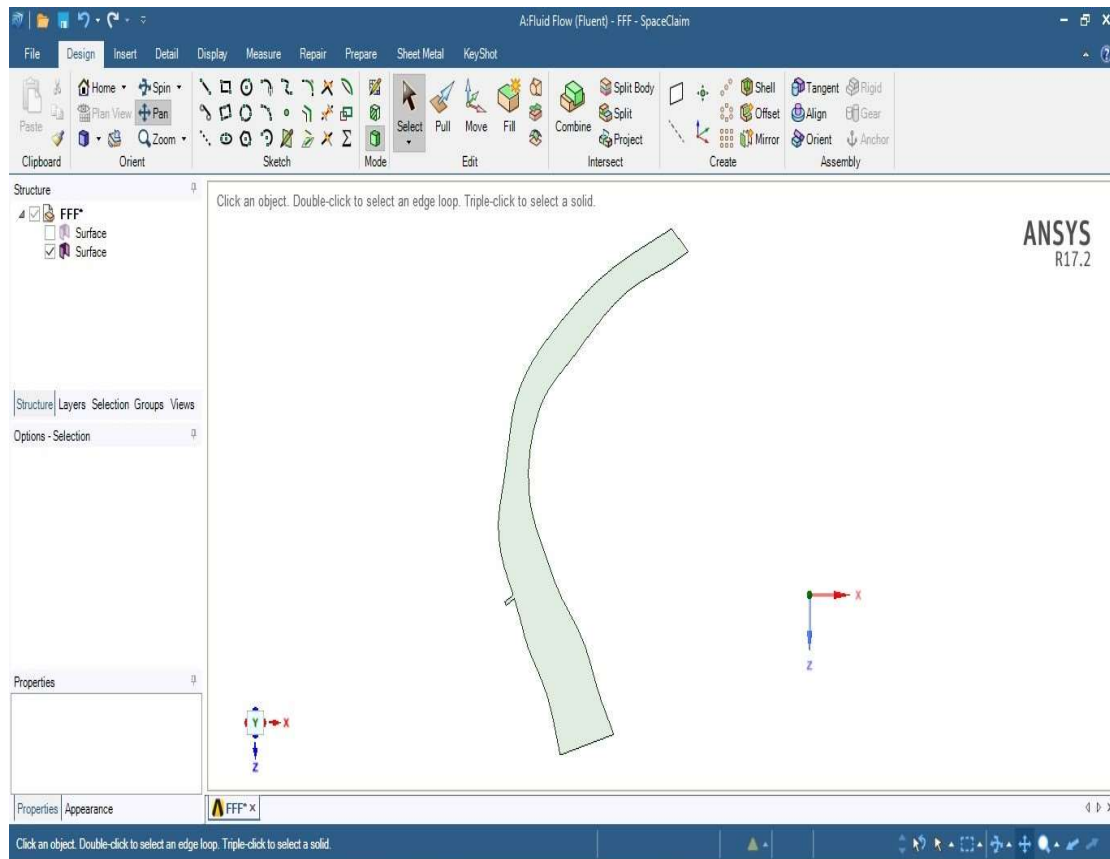 A:Fluid Flow (Fluent) - FFF - SpaceClaim
File Design Insert Detail Display Measure Repair Prepare Sheet Metal KeyShot
Home Spin Split Body Shell Tangent Rigid
Paste Plan View Pan Select Pull Move Fill Combine Split Offset Align Gear
Zoom Project Mirror Orient Anchor
Clipboard Orient Sketch Mode Edit Intersect Create Assembly
Structure
FFF*
Surface
Surface
Structure Layers Selection Groups Views
Options - Selection
Properties
Properties Appearance
Click an object. Double-click to select an edge loop. Triple-click to select a solid.
ANSYS
R17.2
X
Z
Y X
Z
FFF* x
Click an object. Double-click to select an edge loop. Triple-click to select a solid.